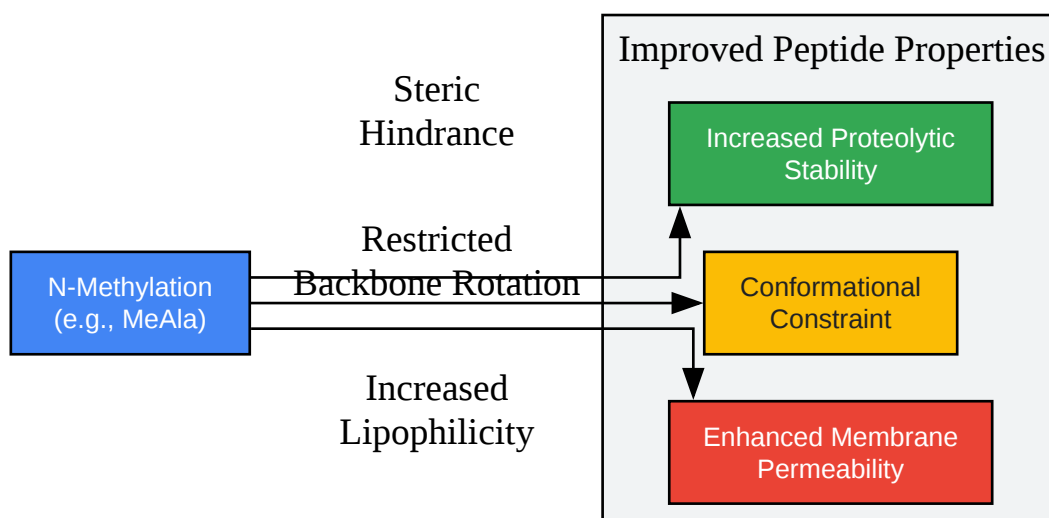 Improved Peptide Properties
Steric
Hindrance
Increased Proteolytic
Stability
Restricted
Backbone Rotation
N-Methylation
(e.g., MeAla)
Conformational
Constraint
Increased
Lipophilicity
Enhanced Membrane
Permeability